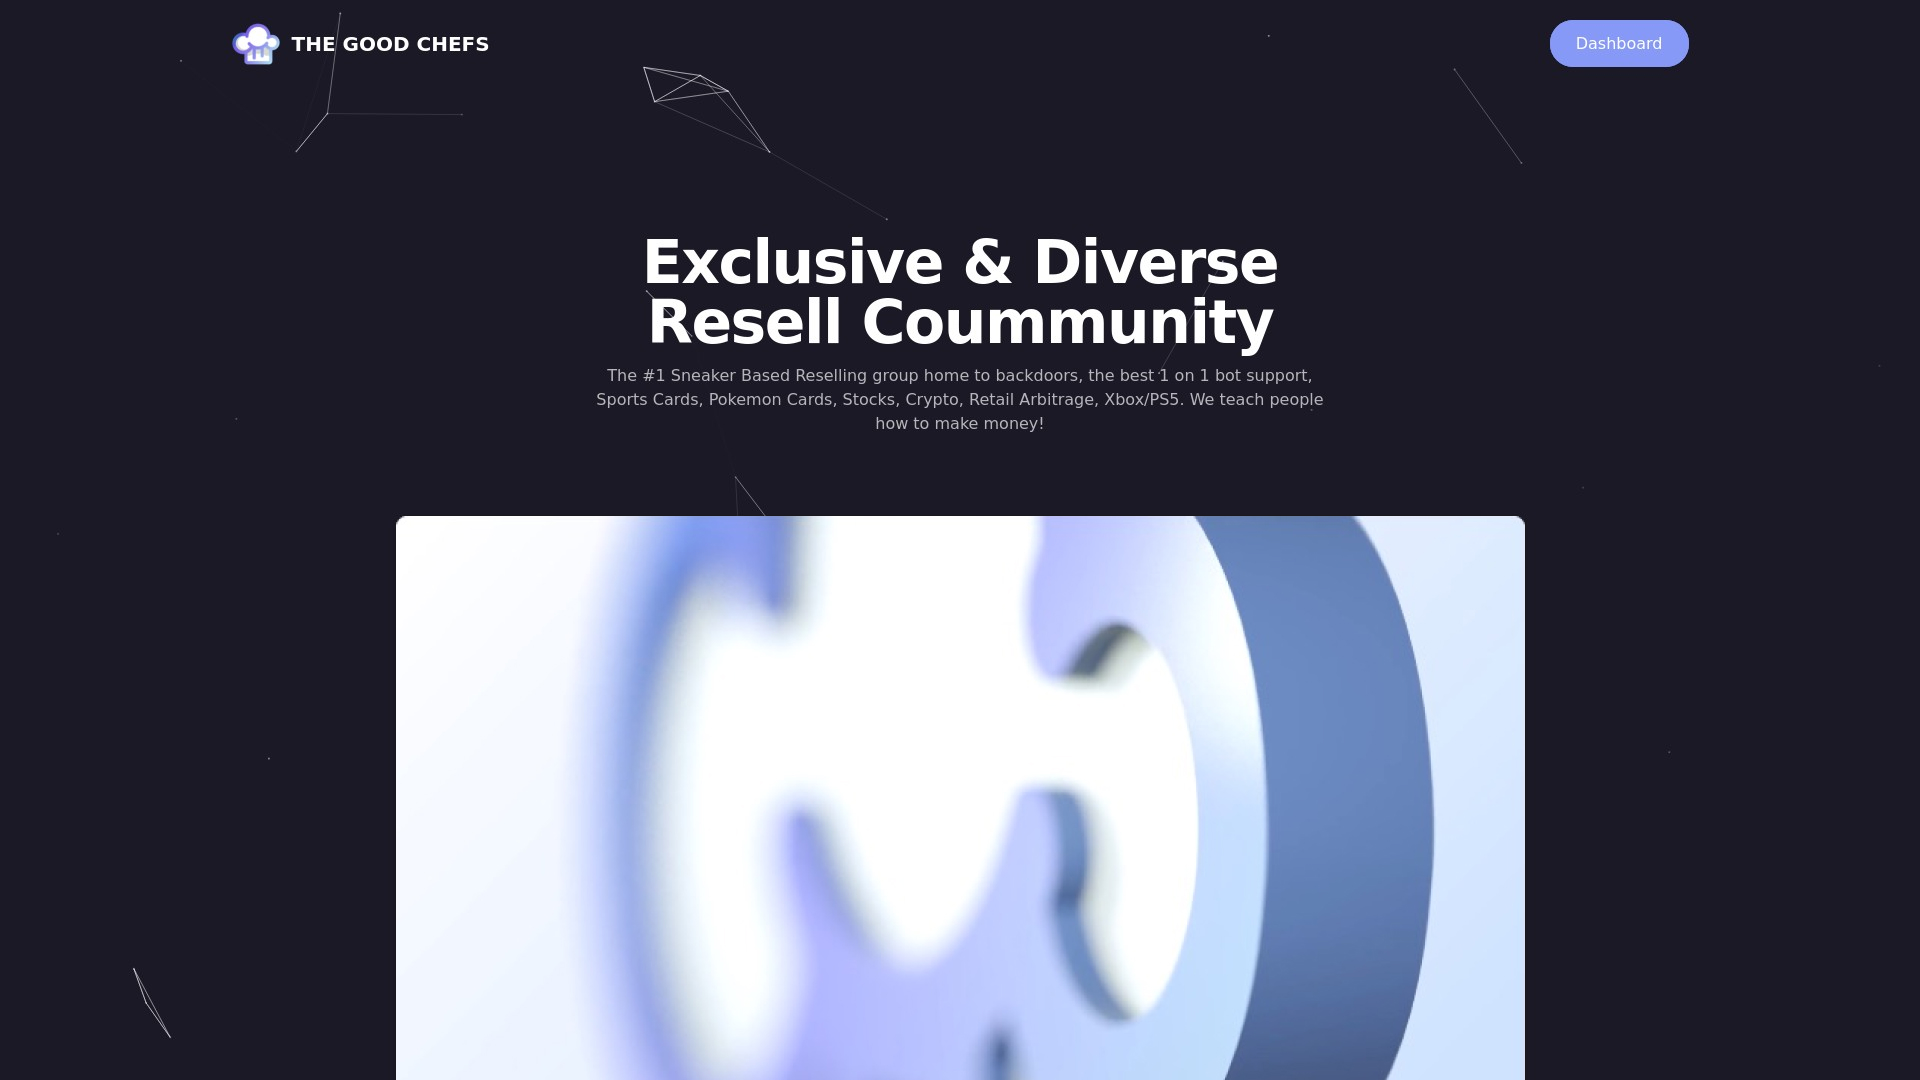 THE GOOD CHEFS
Dashboard
Exclusive & Diverse
Resell Coummunity
The #1 Sneaker Based Reselling group home to backdoors, the best 1 on 1 bot support,
Sports Cards, Pokemon Cards, Stocks, Crypto, Retail Arbitrage, Xbox/PS5. We teach people
how to make money!